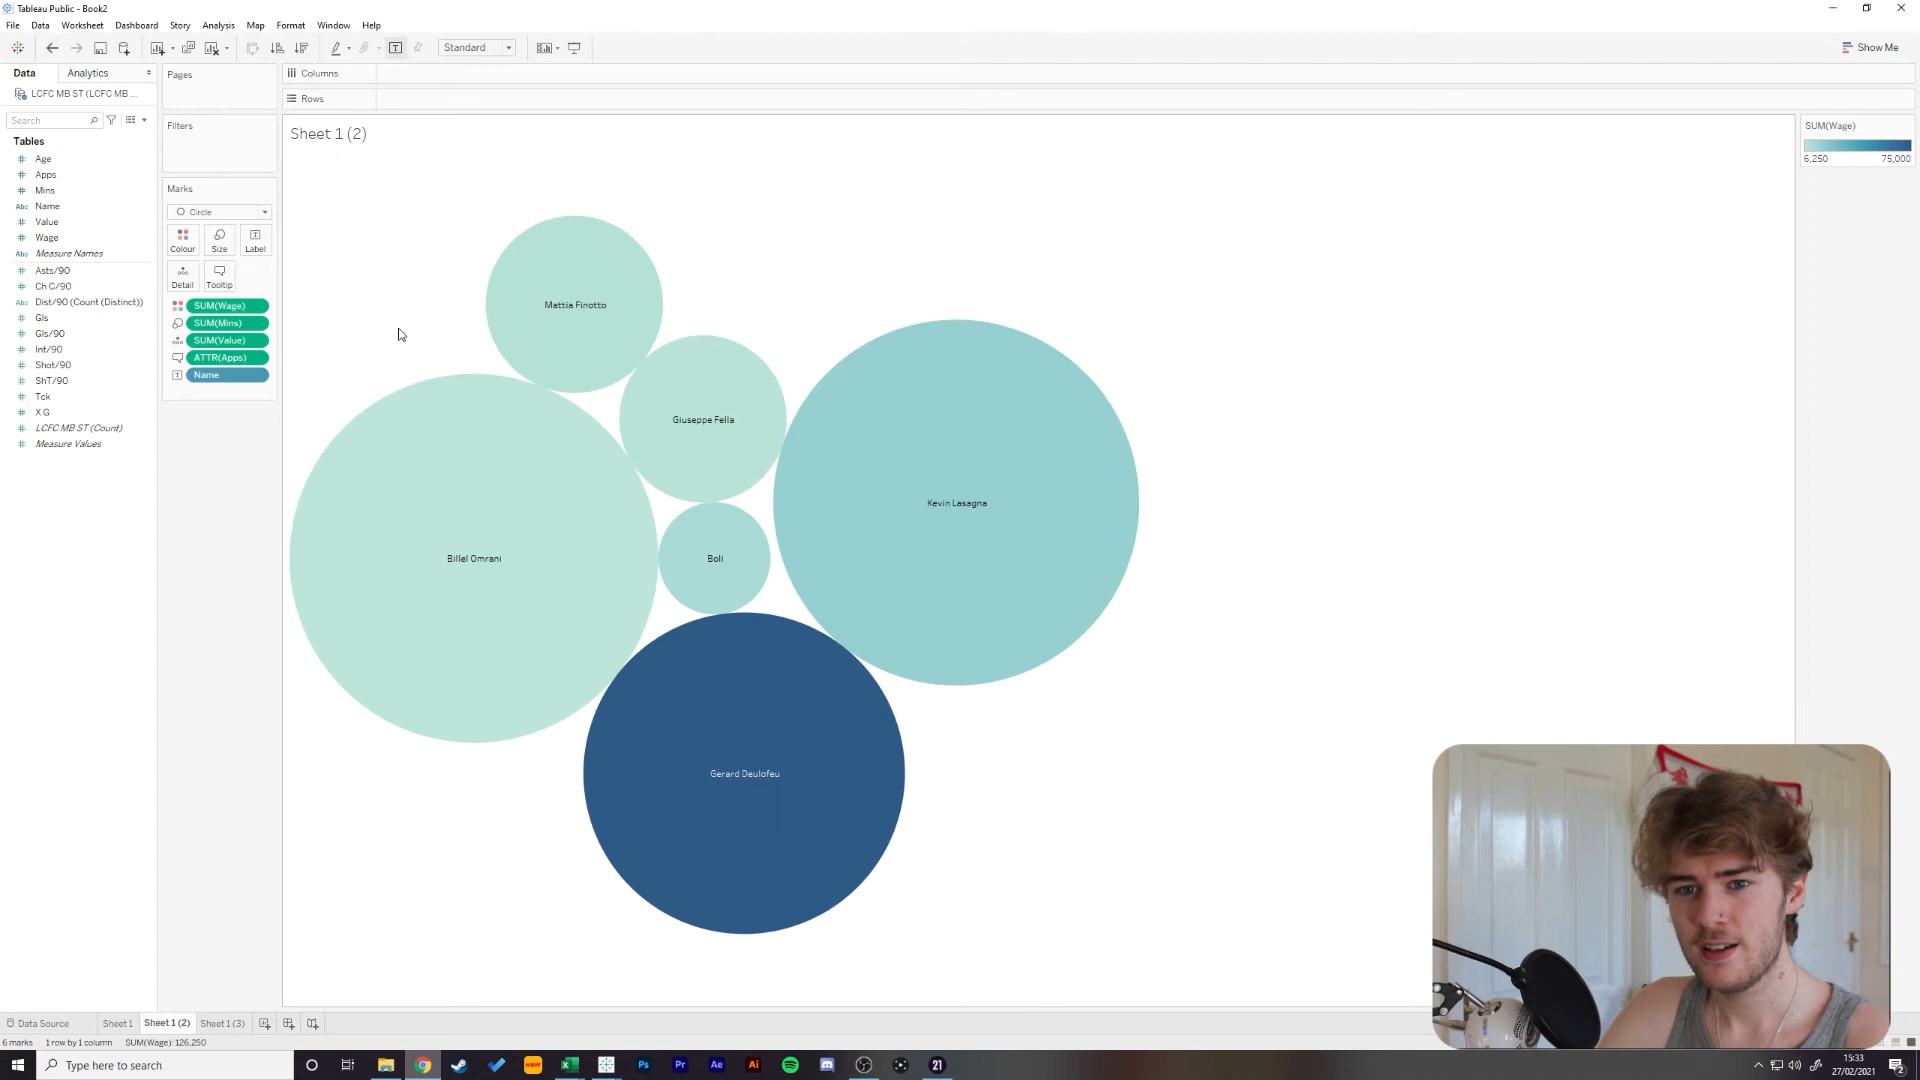 Tableau Public - Book2
File Data Worksheet Dashboard Story Analysis Map Format Window Help
Standard
Show Me
Data Analytics
Pages
Columns
LCFC MB ST (LCFC MB ...
Rows
Search
Filters
Tables
Age
Apps
Mins
Name
Value
Wage
Measure Names
Asts/90
Ch C/90
Dist/90 (Count (Distinct))
Gls
Gls/90
Int/90
Shot/90
ShT/90
Tck
X G
LCFC MB ST (Count)
Measure Values
Marks
Circle
Colour Size Label
Detail Tooltip
SUM(Wage)
SUM(Mins)
SUM(Value)
ATTR(Apps)
Name
Sheet 1 (2)
Mattia Finotto
Giuseppe Fella
Kevin Lasagna
Billel Omrani
Boli
Gerard Deulofeu
SUM(Wage)
6,250 75,000
Data Source Sheet 1 Sheet 1 (2) Sheet 1 (3)
6 marks 1 row by 1 column SUM(Wage): 126,250
Type here to search
Ps
Pr
Ae
Ai
21
15:33
27/02/2021
2